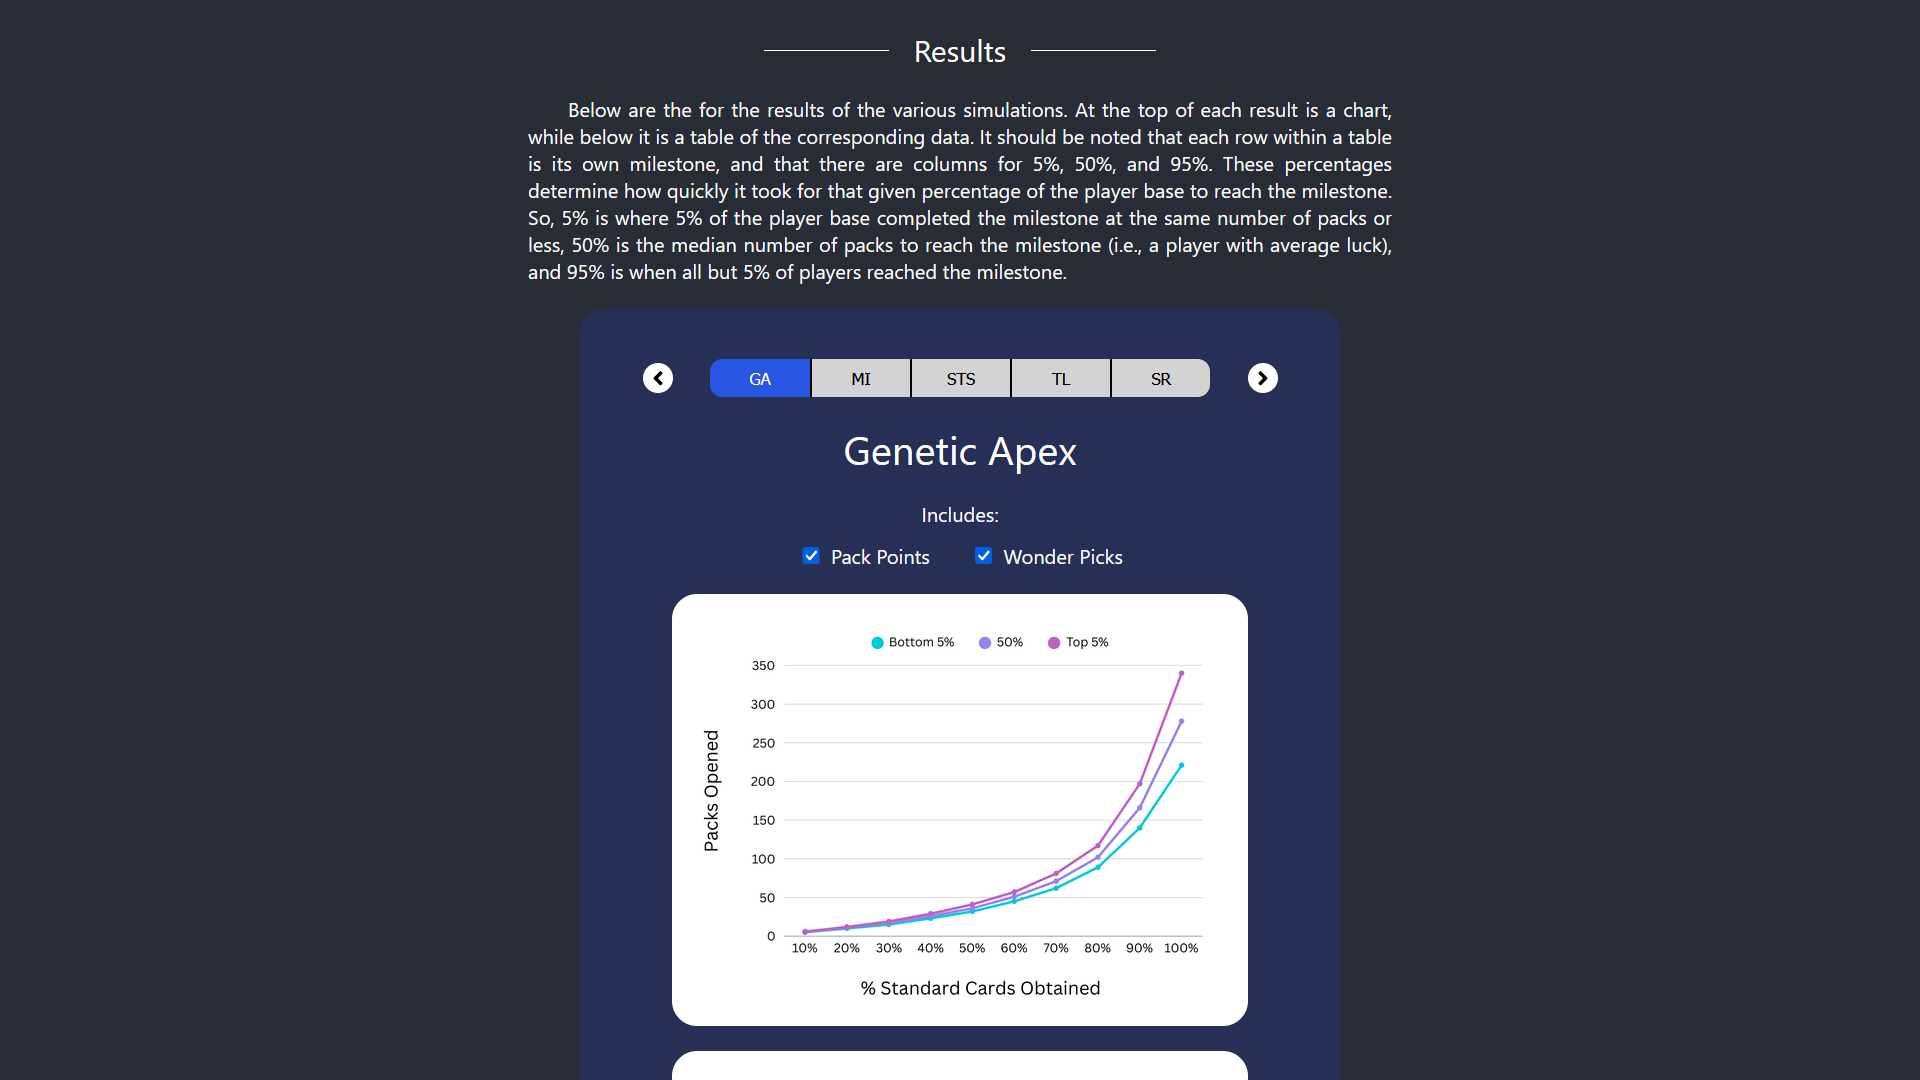 Results
Below are the for the results of the various simulations. At the top of each result is a chart,
while below it is a table of the corresponding data. It should be noted that each row within a table
is its own milestone, and that there are columns for 5%, 50%, and 95%. These percentages
determine how quickly it took for that given percentage of the player base to reach the milestone.
So, 5% is where 5% of the player base completed the milestone at the same number of packs or
less, 50% is the median number of packs to reach the milestone (i.e., a player with average luck),
and 95% is when all but 5% of players reached the milestone.
GA MI STS TL SR
Genetic Apex
Includes:
Pack Points Wonder Picks
Bottom 5% 50% Top 5%
Packs Opened
350
300
250
200
150
100
50
0
10% 20% 30% 40% 50% 60% 70% 80% 90% 100%
% Standard Cards Obtained